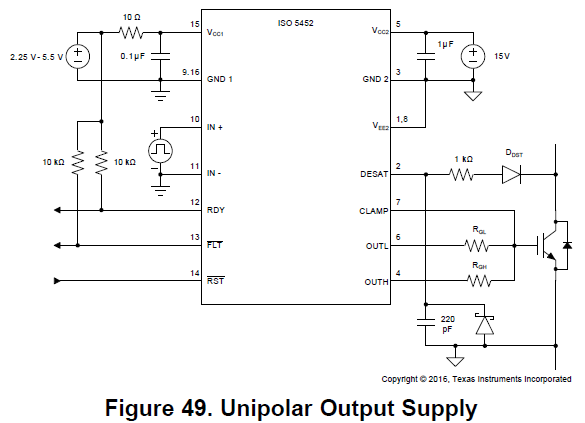 10 Ω
15
ISO 5452
5
VCC1
VCC2
2.25 V - 5.5 V
0.1µF
1µF
15V
9,16
GND 1
GND 2
3
10
IN +
VEE2
1,8
10 kΩ
10 kΩ
11
IN -
DESAT
2
1 kΩ
DDST
12
RDY
CLAMP
7
13
FLT
OUTL
6
RGL
14
RST
OUTH
4
RGH
220
pF
Copyright © 2016, Texas Instruments Incorporated
Figure 49. Unipolar Output Supply